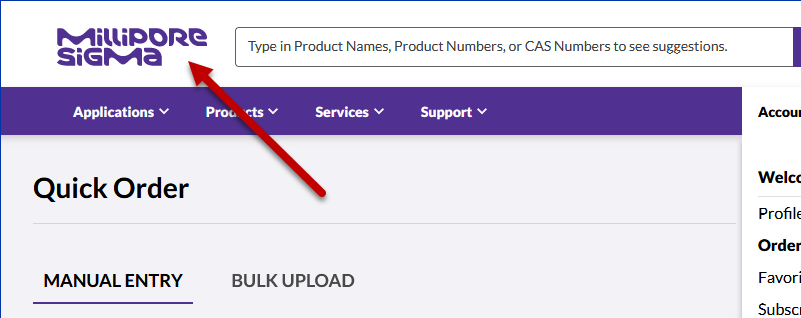 Millipore
Sigma
Type in Product Names, Product Numbers, or CAS Numbers to see suggestions.
Applications Products Services Support
Quick Order
MANUAL ENTRY BULK UPLOAD
Accou
Welco
Profile
Order
Favori
Subsc